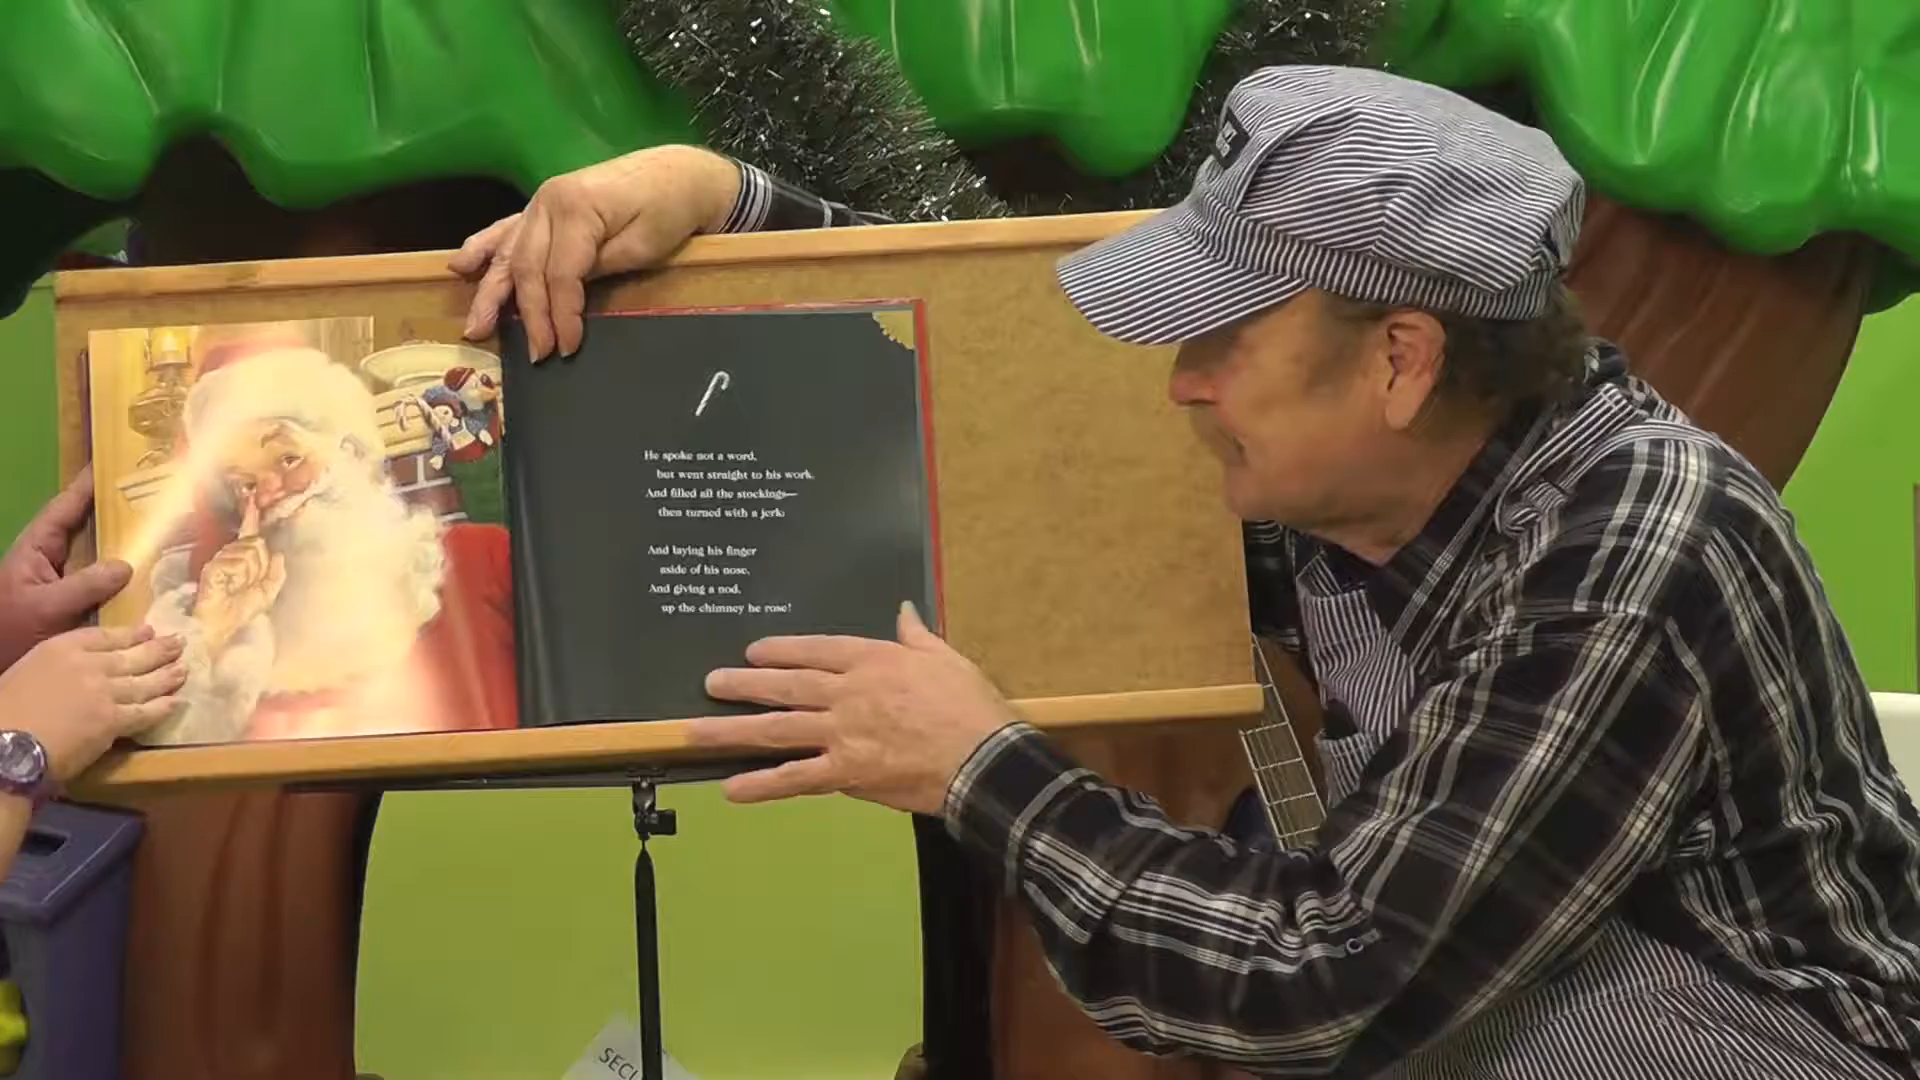 He spoke not a word,
but went straight to his work,
And filled all the stockings—
then turned with a jerk;
And laying his finger
aside of his nose,
And giving a nod,
up the chimney he rose!
SECU